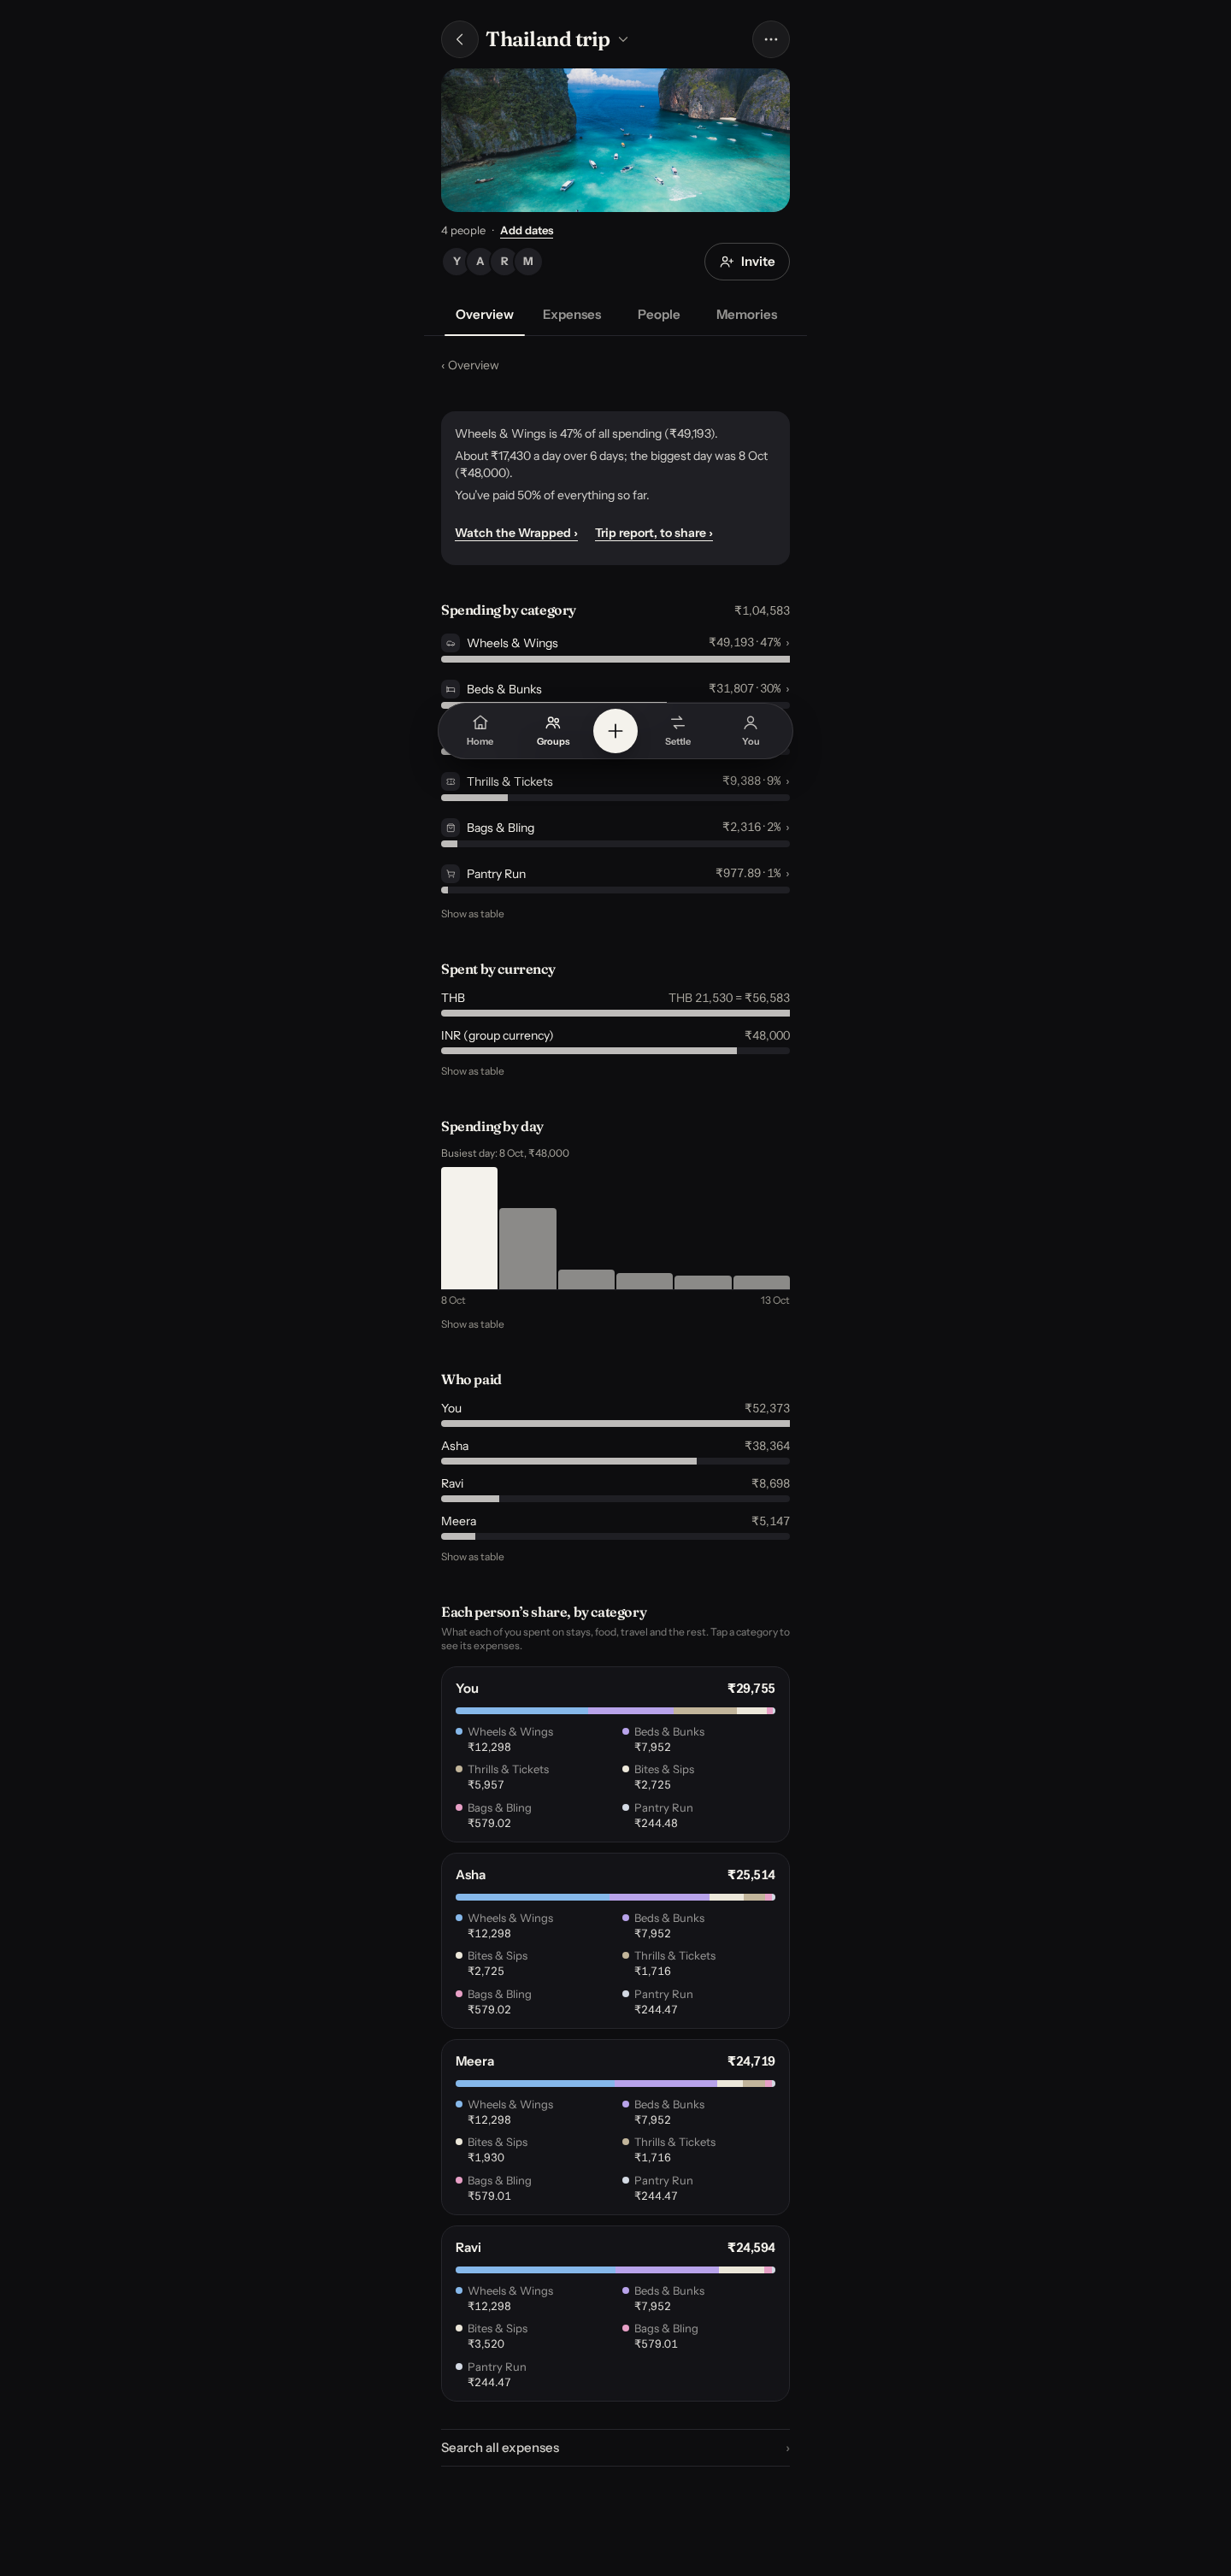 Thailand trip
4 people · Add dates
Y A R M
Invite
Overview Expenses People Memories
‹ Overview
Wheels & Wings is 47% of all spending (₹49,193).
About ₹17,430 a day over 6 days; the biggest day was 8 Oct
(₹48,000).
You've paid 50% of everything so far.
Watch the Wrapped › Trip report, to share ›
Spending by category ₹1,04,583
Wheels & Wings ₹49,193 · 47% ›
Beds & Bunks ₹31,807 · 30% ›
Home Groups Settle You
Thrills & Tickets ₹9,388 · 9% ›
Bags & Bling ₹2,316 · 2% ›
Pantry Run ₹977.89 · 1% ›
Show as table
Spent by currency
THB THB 21,530 = ₹56,583
INR (group currency) ₹48,000
Show as table
Spending by day
Busiest day: 8 Oct, ₹48,000
8 Oct 13 Oct
Show as table
Who paid
You ₹52,373
Asha ₹38,364
Ravi ₹8,698
Meera ₹5,147
Show as table
Each person’s share, by category
What each of you spent on stays, food, travel and the rest. Tap a category to
see its expenses.
You ₹29,755
Wheels & Wings Beds & Bunks
₹12,298 ₹7,952
Thrills & Tickets Bites & Sips
₹5,957 ₹2,725
Bags & Bling Pantry Run
₹579.02 ₹244.48
Asha ₹25,514
Wheels & Wings Beds & Bunks
₹12,298 ₹7,952
Bites & Sips Thrills & Tickets
₹2,725 ₹1,716
Bags & Bling Pantry Run
₹579.02 ₹244.47
Meera ₹24,719
Wheels & Wings Beds & Bunks
₹12,298 ₹7,952
Bites & Sips Thrills & Tickets
₹1,930 ₹1,716
Bags & Bling Pantry Run
₹579.01 ₹244.47
Ravi ₹24,594
Wheels & Wings Beds & Bunks
₹12,298 ₹7,952
Bites & Sips Bags & Bling
₹3,520 ₹579.01
Pantry Run
₹244.47
Search all expenses ›